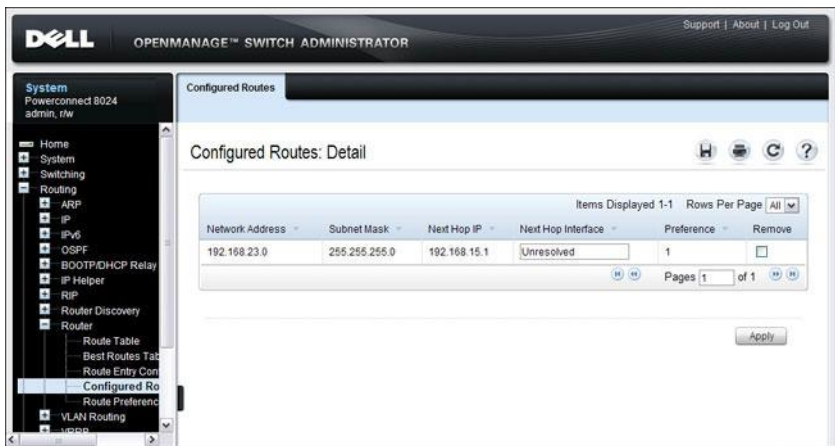 Support | About | Log Out
DELL OPENMANAGE™ SWITCH ADMINISTRATOR
System
Powerconnect 8024
admin, r/w
Home
System
Switching
Routing
ARP
IP
IPv6
OSPF
BOOTP/DHCP Relay
IP Helper
RIP
Router Discovery
Router
Route Table
Best Routes Tab
Route Entry Con
Configured Ro
Route Preferenc
VLAN Routing
VRRP
Configured Routes
Configured Routes: Detail
Items Displayed 1-1 Rows Per Page All
Network Address Subnet Mask Next Hop IP Next Hop Interface Preference Remove
192.168.23.0 255.255.255.0 192.168.15.1 Unresolved 1
Pages 1 of 1
Apply